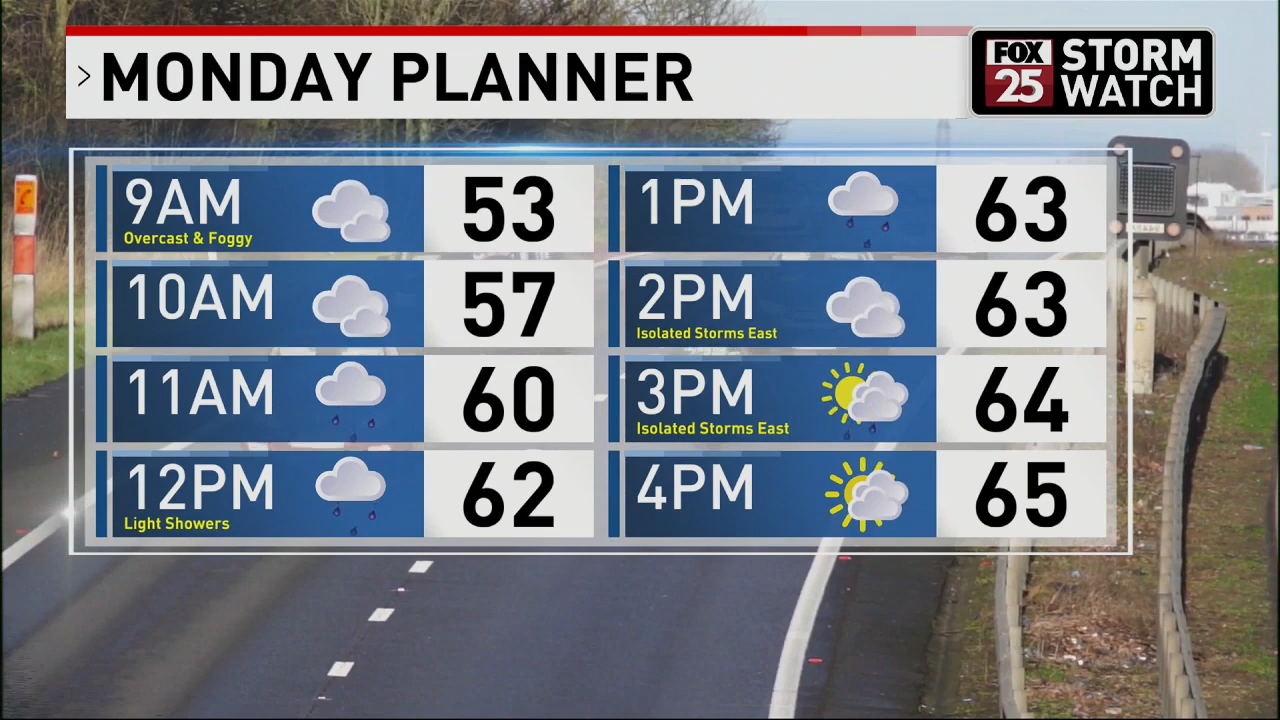 > MONDAY PLANNER
FOX 25
STORM WATCH
9AM
Overcast & Foggy
53
10AM
57
11AM
60
12PM
Light Showers
62
1PM
63
2PM
Isolated Storms East
63
3PM
Isolated Storms East
64
4PM
65